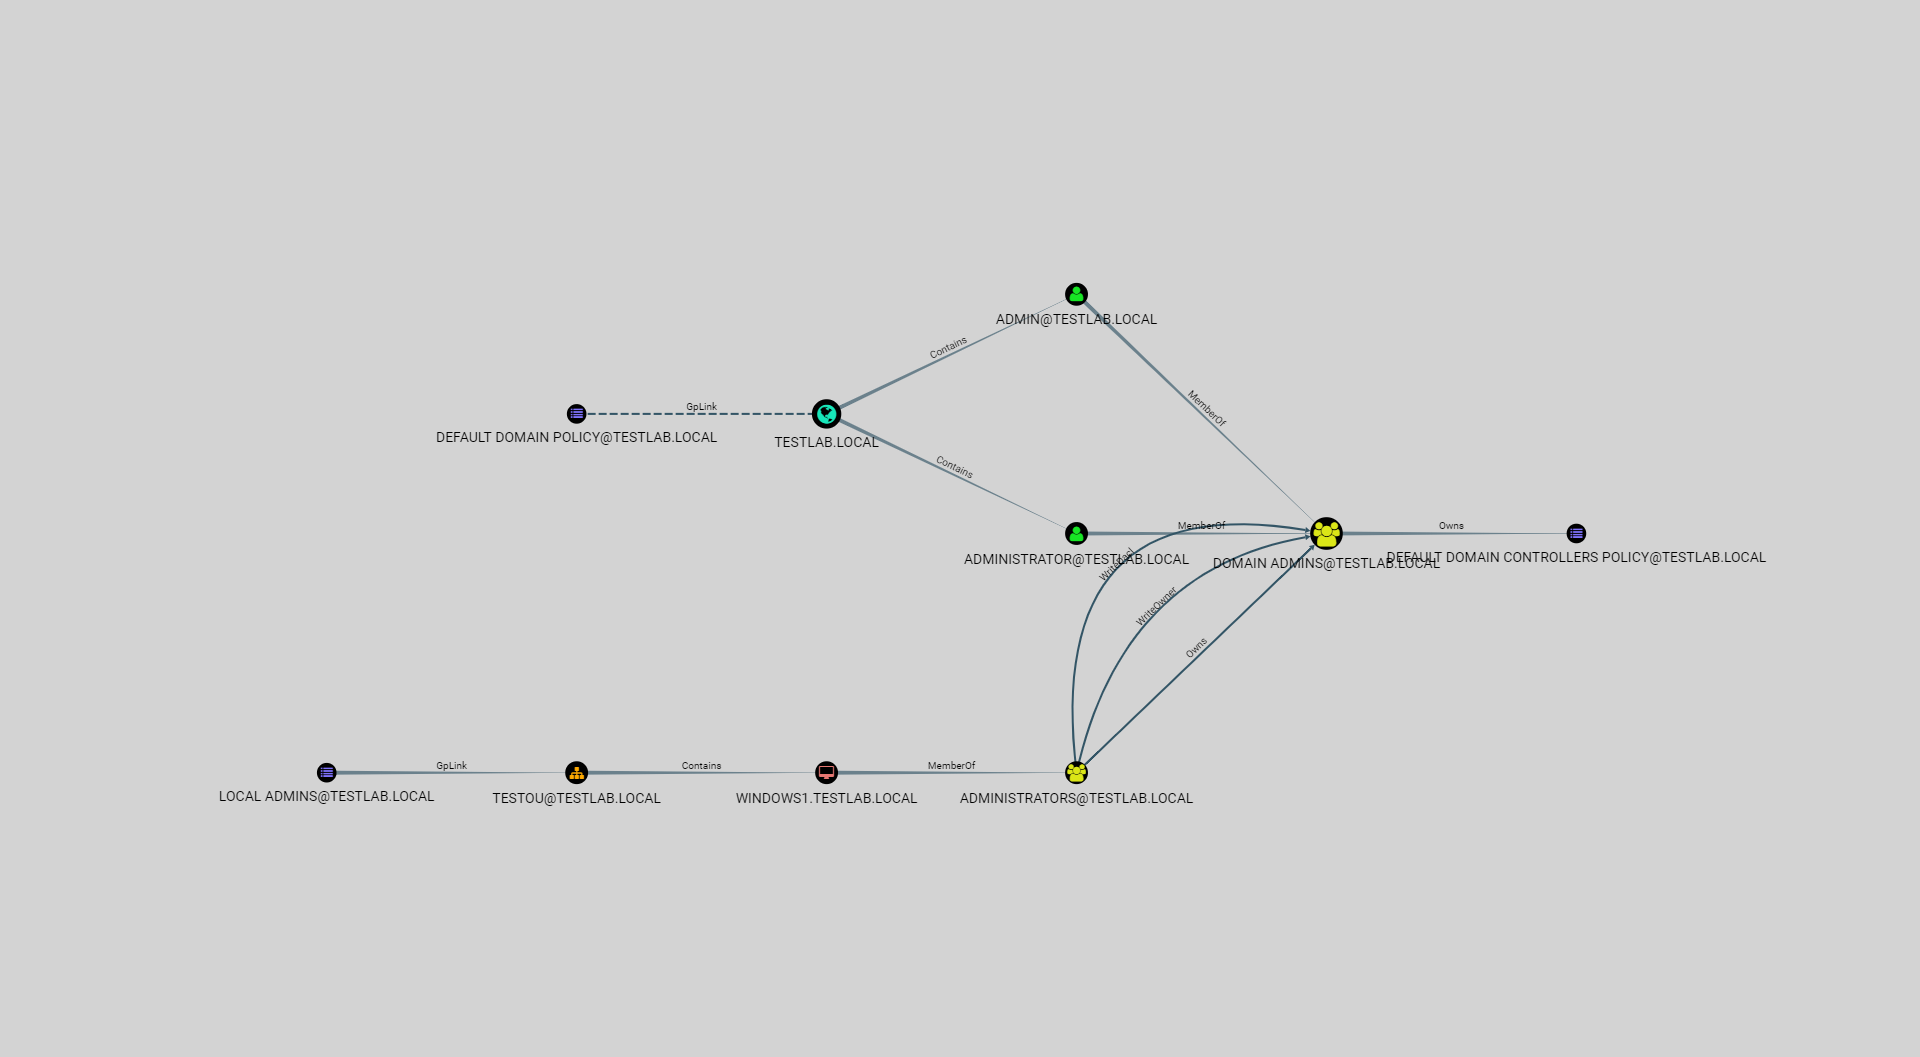 ADMIN@TESTLAB.LOCAL
Contains
MemberOf
GpLink
DEFAULT DOMAIN POLICY@TESTLAB.LOCAL
TESTLAB.LOCAL
Contains
MemberOf
Owns
ADMINISTRATOR@TESTLAB.LOCAL
DOMAIN ADMINS@TESTLAB.LOCAL
DEFAULT DOMAIN CONTROLLERS POLICY@TESTLAB.LOCAL
WriteDacl
WriteOwner
Owns
GpLink
Contains
MemberOf
LOCAL ADMINS@TESTLAB.LOCAL
TESTOU@TESTLAB.LOCAL
WINDOWS1.TESTLAB.LOCAL
ADMINISTRATORS@TESTLAB.LOCAL